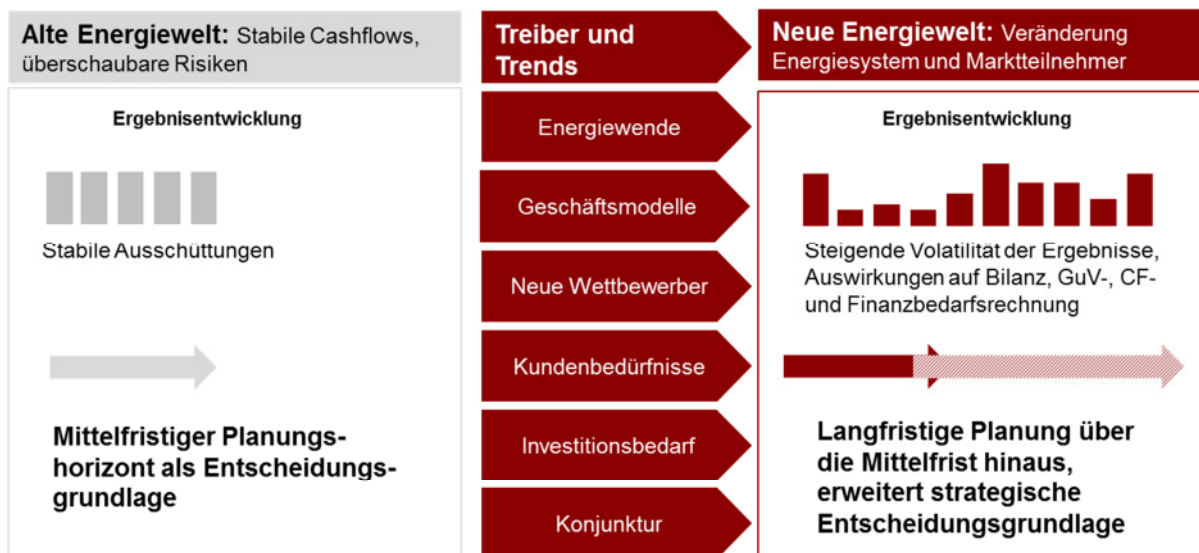 Alte Energiewelt: Stabile Cashflows,
überschaubare Risiken
Ergebnisentwicklung
Stabile Ausschüttungen
Mittelfristiger Planungs-
horizont als Entscheidungs-
grundlage
Treiber und
Trends
Energiewende
Geschäftsmodelle
Neue Wettbewerber
Kundenbedürfnisse
Investitionsbedarf
Konjunktur
Neue Energiewelt: Veränderung
Energiesystem und Marktteilnehmer
Ergebnisentwicklung
Steigende Volatilität der Ergebnisse,
Auswirkungen auf Bilanz, GuV-, CF-
und Finanzbedarfsrechnung
Langfristige Planung über
die Mittelfrist hinaus,
erweitert strategische
Entscheidungsgrundlage